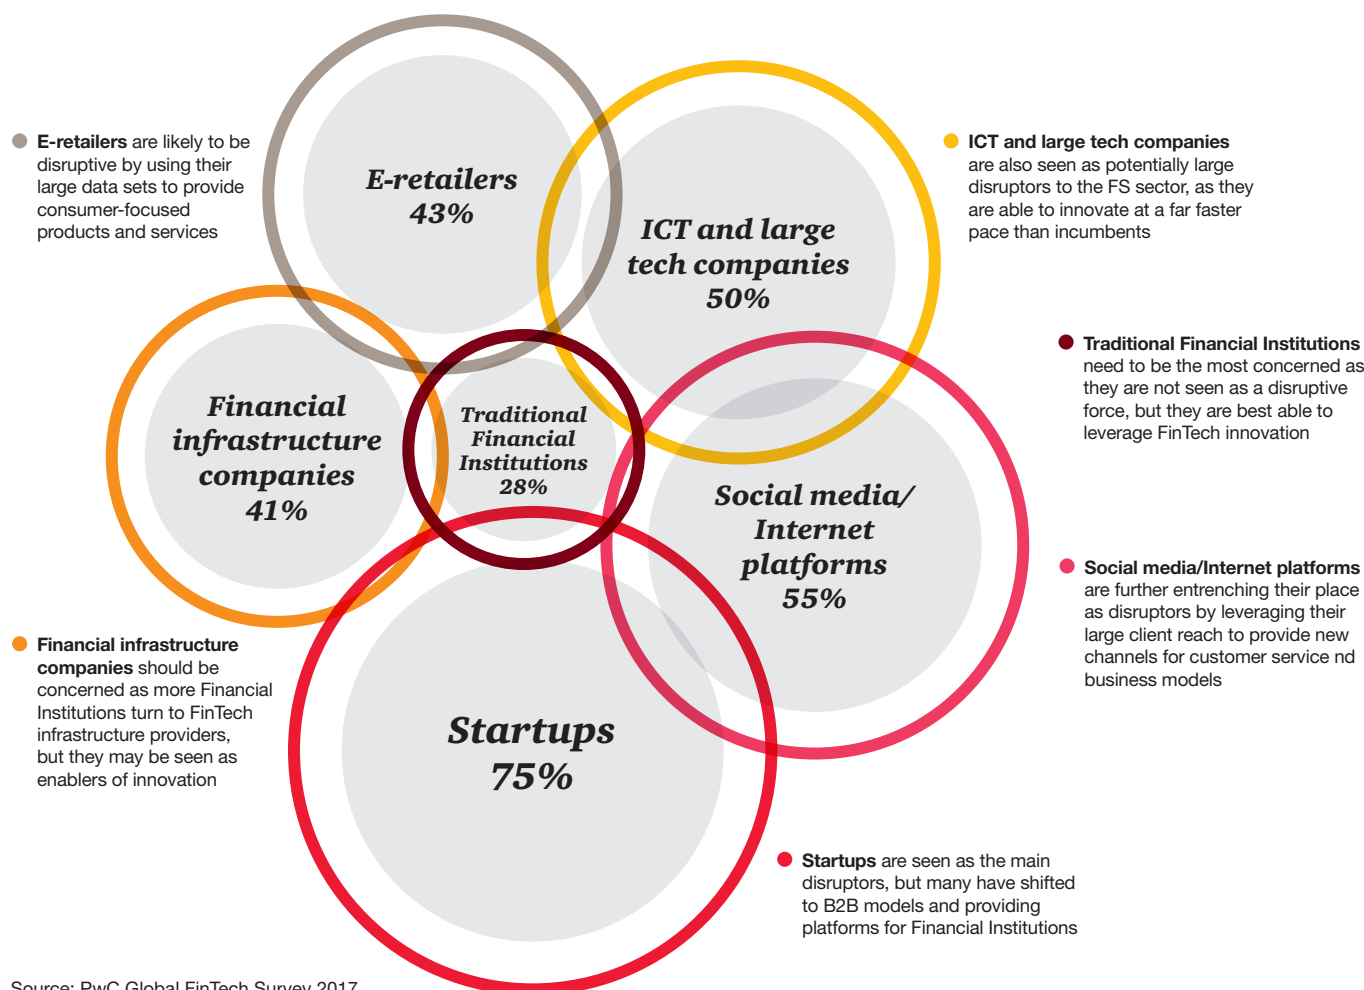 E-retailers
43%
E-retailers are likely to be
disruptive by using their
large data sets to provide
consumer-focused
products and services
ICT and large
tech companies
50%
ICT and large tech companies
are also seen as potentially large
disruptors to the FS sector, as they
are able to innovate at a far faster
pace than incumbents
Traditional Financial Institutions
need to be the most concerned as
they are not seen as a disruptive
force, but they are best able to
leverage FinTech innovation
Financial
infrastructure
companies
41%
Traditional
Financial
Institutions
28%
Social media/
Internet
platforms
55%
Social media/Internet platforms
are further entrenching their place
as disruptors by leveraging their
large client reach to provide new
channels for customer service nd
business models
Financial infrastructure
companies should be
concerned as more Financial
Institutions turn to FinTech
infrastructure providers,
but they may be seen as
enablers of innovation
Startups
75%
Startups are seen as the main
disruptors, but many have shifted
to B2B models and providing
platforms for Financial Institutions
Source: PwC Global FinTech Survey 2017